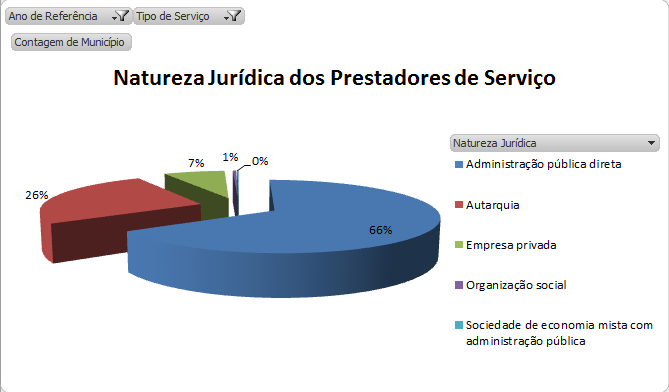 Ano de Referência
Tipo de Serviço
Contagem de Município
Natureza Jurídica dos Prestadores de Serviço
Natureza Jurídica
Administração pública direta
Autarquia
Empresa privada
Organização social
Sociedade de economia mista com
administração pública
26%
7%
1%
0%
66%